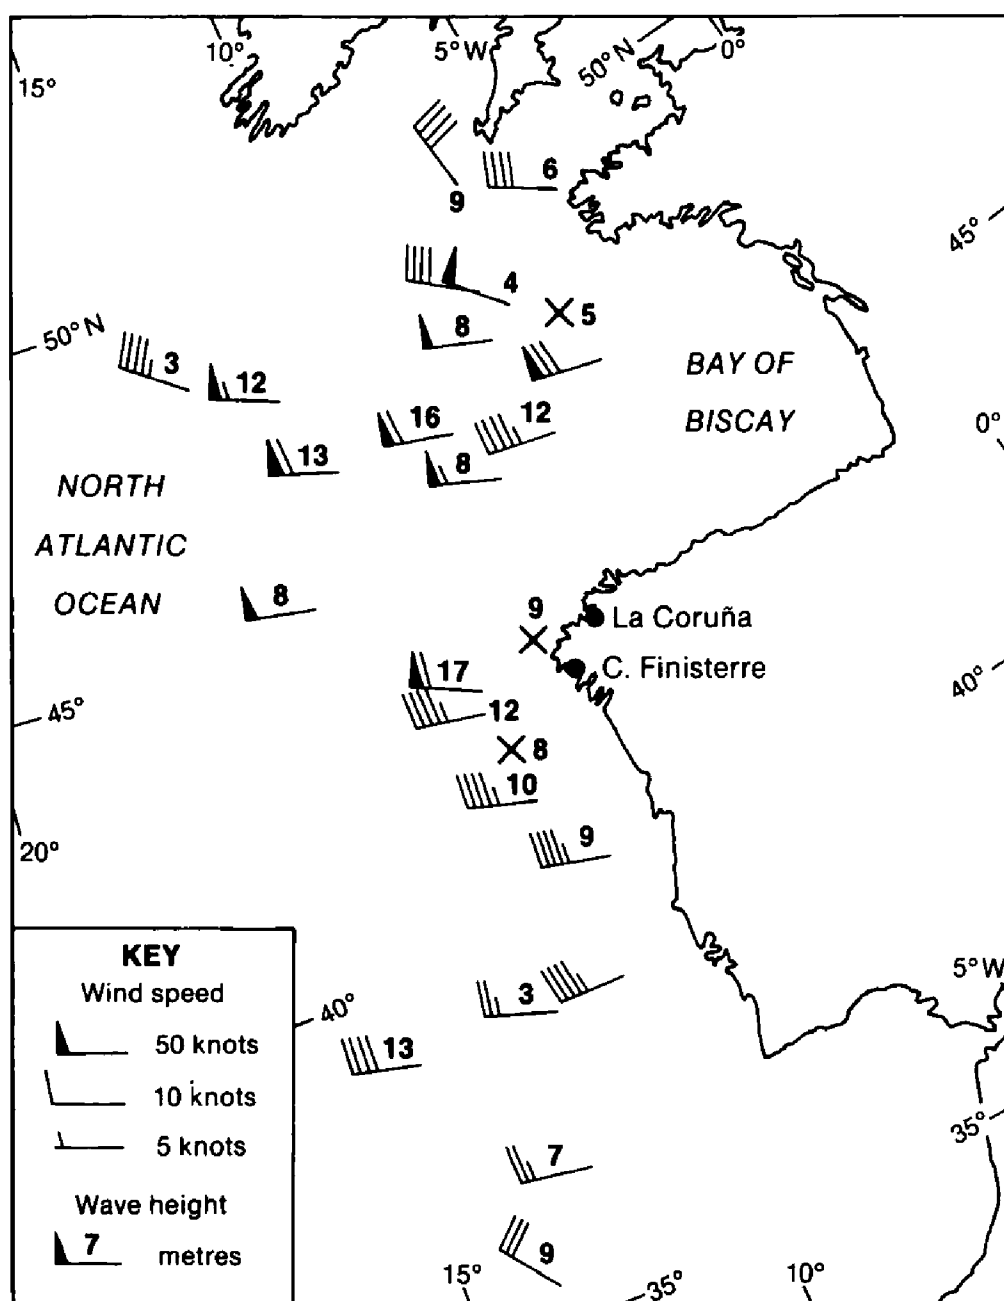 10°
5°W
50°N
0°
15°
6
9
45°
4
5
50°N
8
3
12
BAY OF
BISCAY
16
12
0°
13
8
NORTH
ATLANTIC
OCEAN
8
9
La Coruña
C. Finisterre
40°
17
12
45°
8
10
9
20°
KEY
Wind speed
50 knots
10 knots
5 knots
Wave height
7 metres
5°W
3
40°
13
35°
7
9
15°
35°
10°